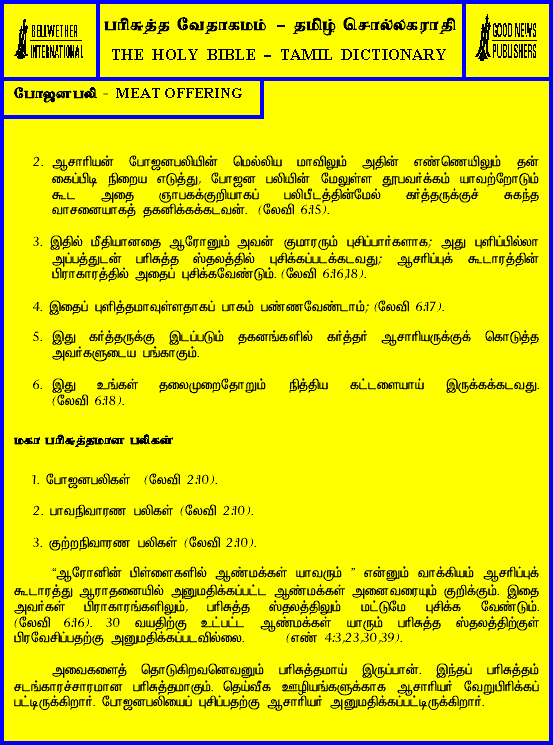 BELLWETHER
INTERNATIONAL
பரிசுத்த வேதாகமம் - தமிழ் சொல்லகராதி
THE HOLY BIBLE - TAMIL DICTIONARY
GOOD NEWS
PUBLISHERS
போஜனபலி - MEAT OFFERING
2. ஆசாரியன் போஜனபலியின் மெல்லிய மாவிலும் அதின் எண்ணெயிலும் தன்
கைப்பிடி நிறைய எடுத்து, போஜன பலியின் மேலுள்ள தூபவர்க்கம் யாவற்றோடும்
கூட அதை ஞாபகக்குறியாகப் பலிபீடத்தின்மேல் கர்த்தருக்குச் சுகந்த
வாசனையாகத் தகனிக்கக்கடவன். (லேவி 6:15).
3. இதில் மீதியானதை ஆரோனும் அவன் குமாரரும் புசிப்பார்களாக; அது புளிப்பில்லா
அப்பத்துடன் பரிசுத்த ஸ்தலத்தில் புசிக்கப்படக்கடவது; ஆசரிப்புக் கூடாரத்தின்
பிராகாரத்தில் அதைப் புசிக்கவேண்டும். (லேவி 6:16,18).
4. இதைப் புளித்தமாவுள்ளதாகப் பாகம் பண்ணவேண்டாம்; (லேவி 6:17).
5. இது கர்த்தருக்கு இடப்படும் தகனங்களில் கர்த்தர் ஆசாரியருக்குக் கொடுத்த
அவர்களுடைய பங்காகும்.
6. இது உங்கள் தலைமுறைதோறும் நித்திய கட்டளையாய் இருக்கக்கடவது.
(லேவி 6:18).
மகா பரிசுத்தமான பலிகள்
1. போஜனபலிகள் (லேவி 2:10).
2. பாவநிவாரண பலிகள் (லேவி 2:10).
3. குற்றநிவாரண பலிகள் (லேவி 2:10).
“ஆரோனின் பிள்ளைகளில் ஆண்மக்கள் யாவரும் ” என்னும் வாக்கியம் ஆசரிப்புக்
கூடாரத்து ஆராதனையில் அனுமதிக்கப்பட்ட ஆண்மக்கள் அனைவரையும் குறிக்கும். இதை
அவர்கள் பிராகாரங்களிலும், பரிசுத்த ஸ்தலத்திலும் மட்டுமே புசிக்க வேண்டும்.
(லேவி 6:16). 30 வயதிற்கு உட்பட்ட ஆண்மக்கள் யாரும் பரிசுத்த ஸ்தலத்திற்குள்
பிரவேசிப்பதற்கு அனுமதிக்கப்படவில்லை. (எண் 4:3,23,30,39).
அவைகளைத் தொடுகிறவனெவனும் பரிசுத்தமாய் இருப்பான். இந்தப் பரிசுத்தம்
சடங்காரச்சாரமான பரிசுத்தமாகும். தெய்வீக ஊழியங்களுக்காக ஆசாரியர் வேறுபிரிக்கப்
பட்டிருக்கிறார். போஜனபலியைப் புசிப்பதற்கு ஆசாரியர் அனுமதிக்கப்பட்டிருக்கிறார்.